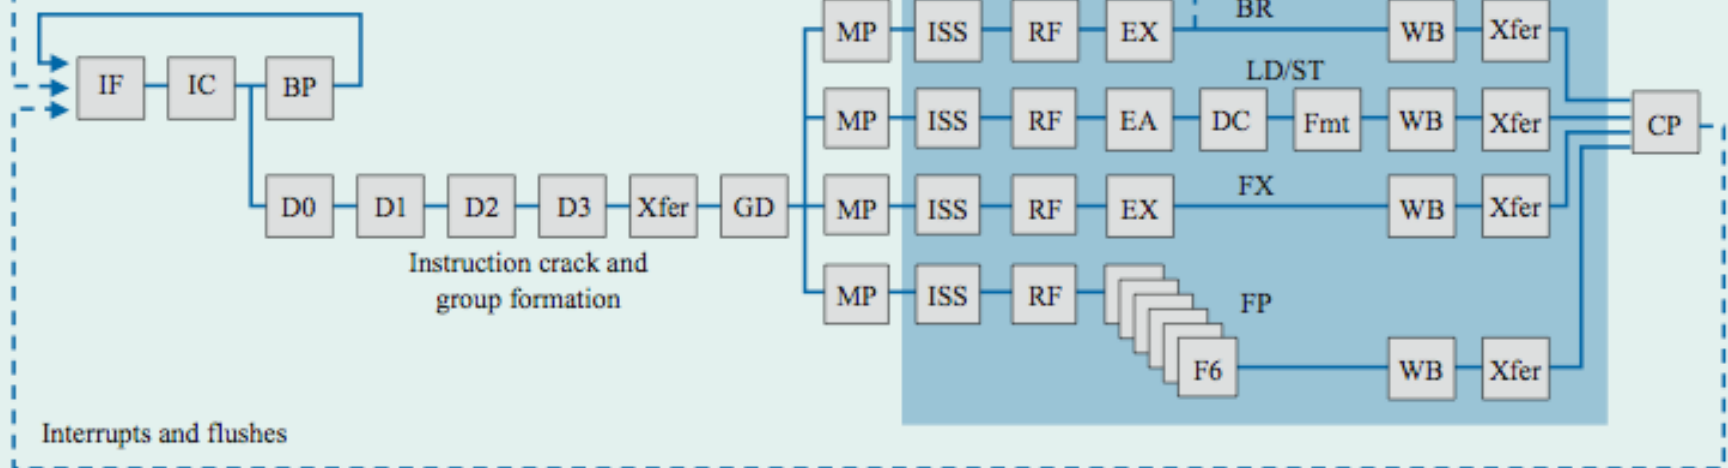 BR
MP ISS RF EX WB Xfer
IF IC BP
LD/ST
MP ISS RF EA DC Fmt WB Xfer
CP
D0 D1 D2 D3 Xfer GD
MP ISS RF EX FX WB Xfer
Instruction crack and
group formation
MP ISS RF FP
F6 WB Xfer
Interrupts and flushes